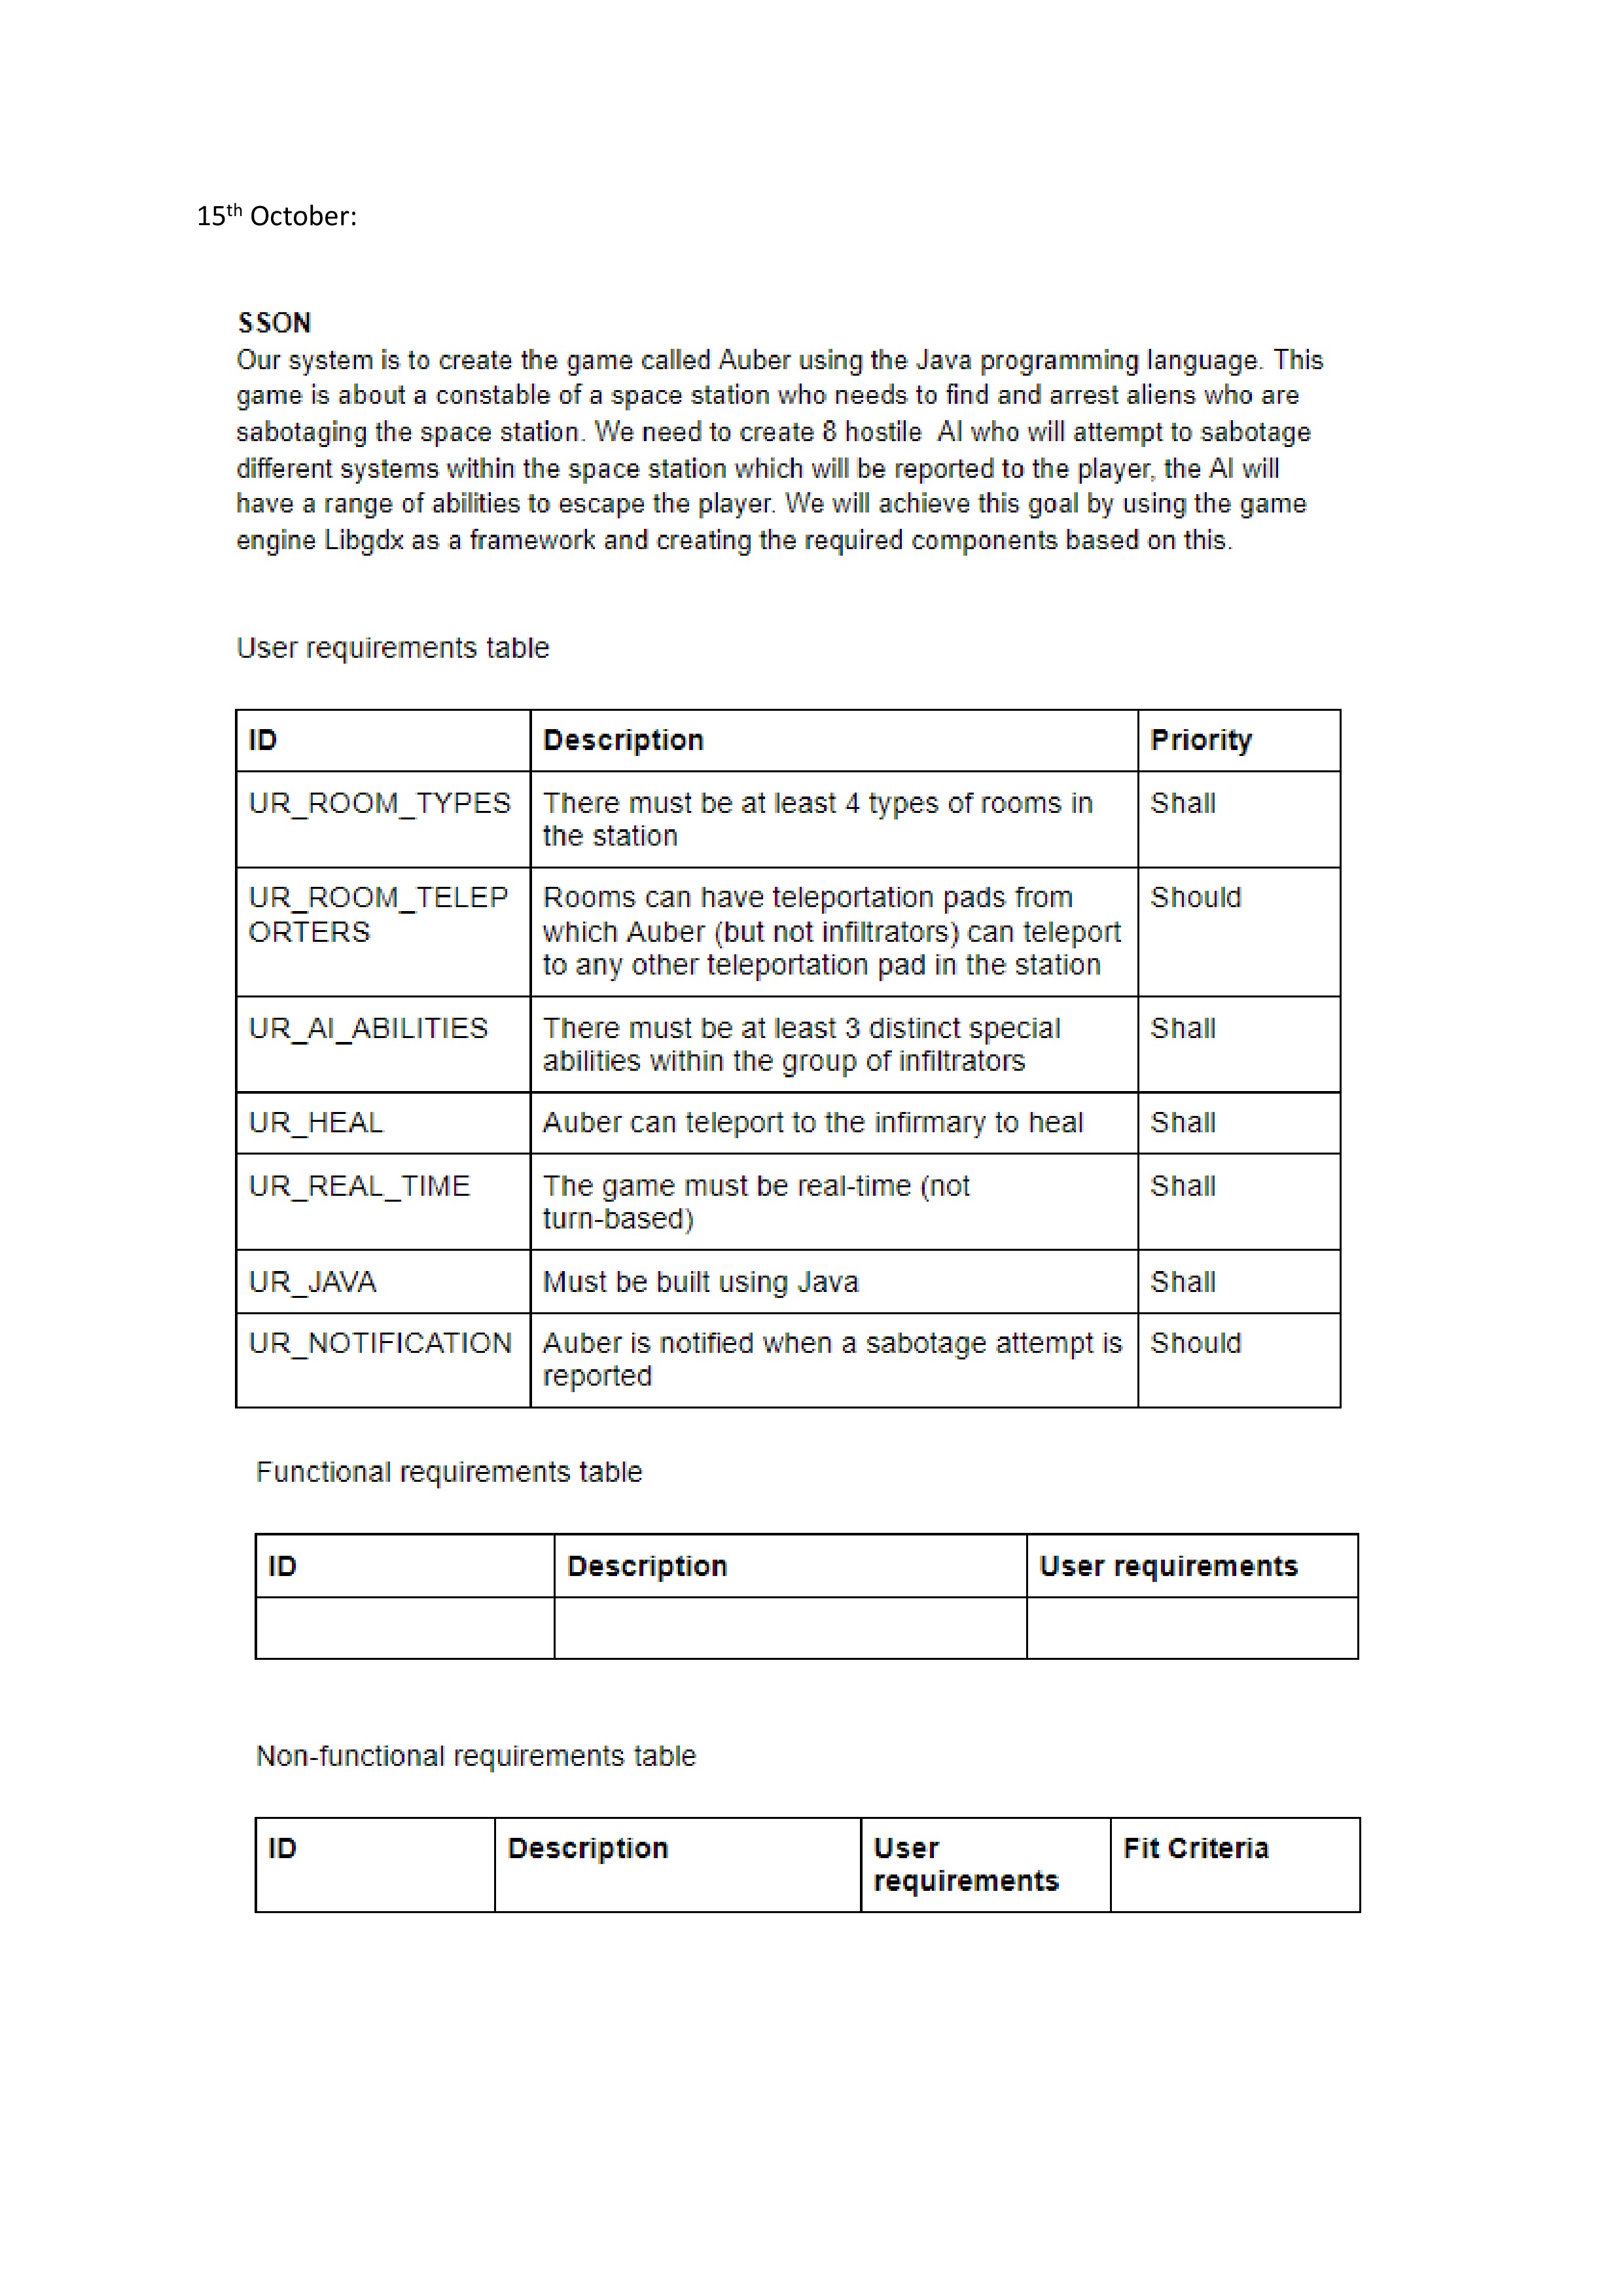 15th October:
SSON
Our system is to create the game called Auber using the Java programming language. This
game is about a constable of a space station who needs to find and arrest aliens who are
sabotaging the space station. We need to create 8 hostile  AI who will attempt to sabotage
different systems within the space station which will be reported to the player, the AI will
have a range of abilities to escape the player. We will achieve this goal by using the game
engine Libgdx as a framework and creating the required components based on this.
User requirements table
ID Description Priority
UR_ROOM_TYPES There must be at least 4 types of rooms in Shall
the station
UR_ROOM_TELEP Rooms can have teleportation pads from Should
ORTERS which Auber (but not infiltrators) can teleport
to any other teleportation pad in the station
UR_AI_ABILITIES There must be at least 3 distinct special Shall
abilities within the group of infiltrators
UR_HEAL Auber can teleport to the infirmary to heal Shall
UR_REAL_TIME The game must be real-time (not Shall
turn-based)
UR_JAVA Must be built using Java Shall
UR_NOTIFICATION Auber is notified when a sabotage attempt is Should
reported
Functional requirements table
ID Description User requirements
Non-functional requirements table
ID Description User Fit Criteria
requirements